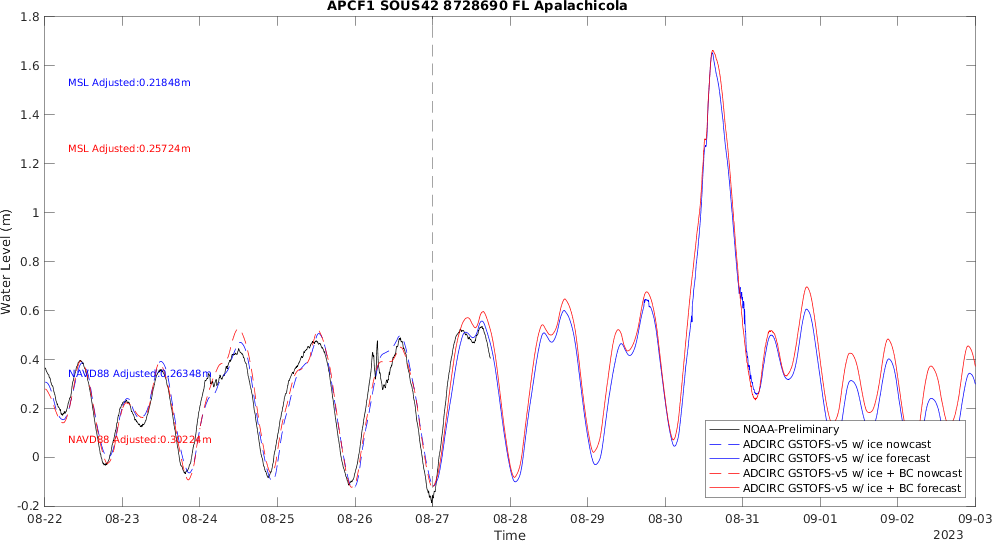 APCF1 SOUS42 8728690 FL Apalachicola
1.8
1.6
1.4
1.2
1
0.8
0.6
0.4
0.2
0
-0.2
Water Level (m)
MSL Adjusted:0.21848m
MSL Adjusted:0.25724m
NAVD88 Adjusted:0.26348m
NAVD88 Adjusted:0.30224m
NOAA-Preliminary
ADCIRC GSTOFS-v5 w/ ice nowcast
ADCIRC GSTOFS-v5 w/ ice forecast
ADCIRC GSTOFS-v5 w/ ice + BC nowcast
ADCIRC GSTOFS-v5 w/ ice + BC forecast
08-22 08-23 08-24 08-25 08-26 08-27 08-28 08-29 08-30 08-31 09-01 09-02 09-03
Time
2023